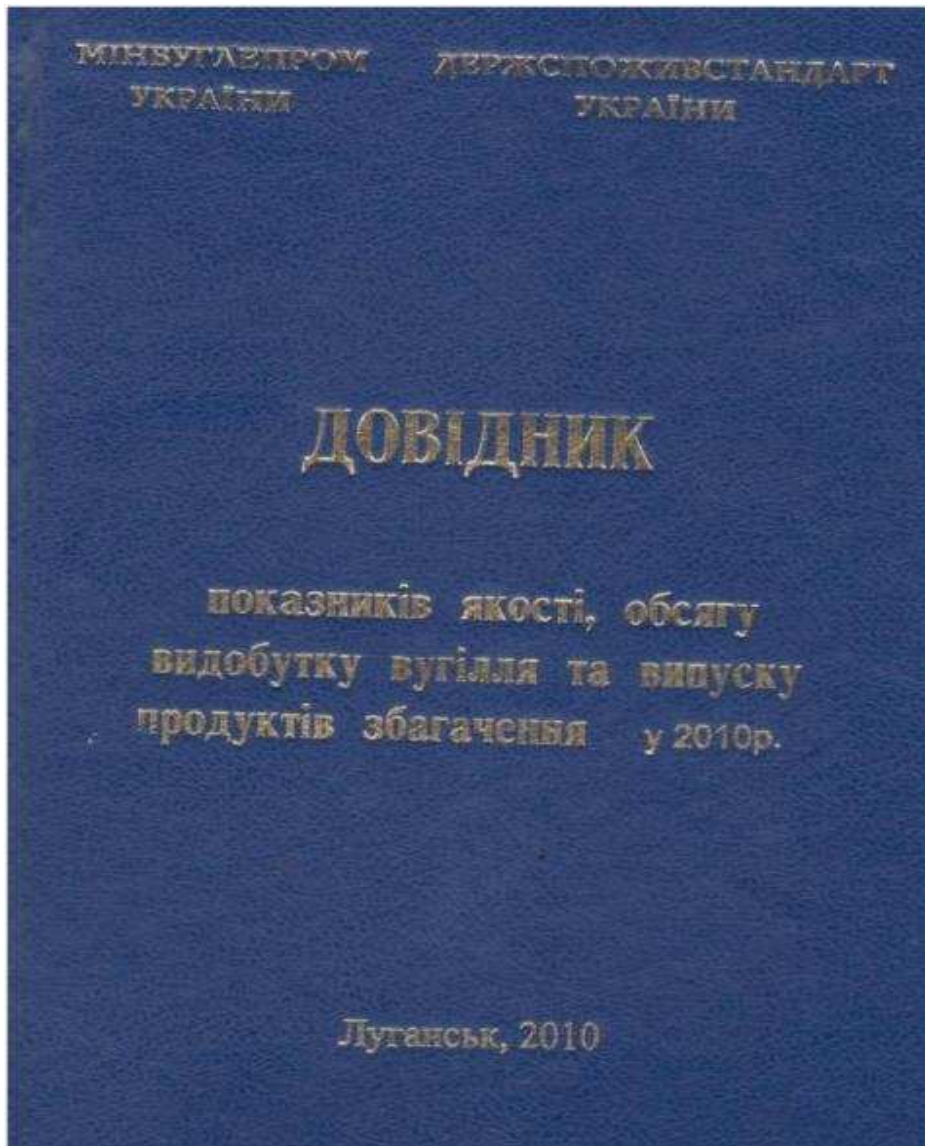 МІНВУГЛЕПРОМ ДЕРЖСПОЖИВСТАНДАРТ
УКРАЇНИ УКРАЇНИ
ДОВІДНИК
показників якості, обсягу
видобутку вугілля та випуску
продуктів збагачення у 2010р.
Луганськ, 2010